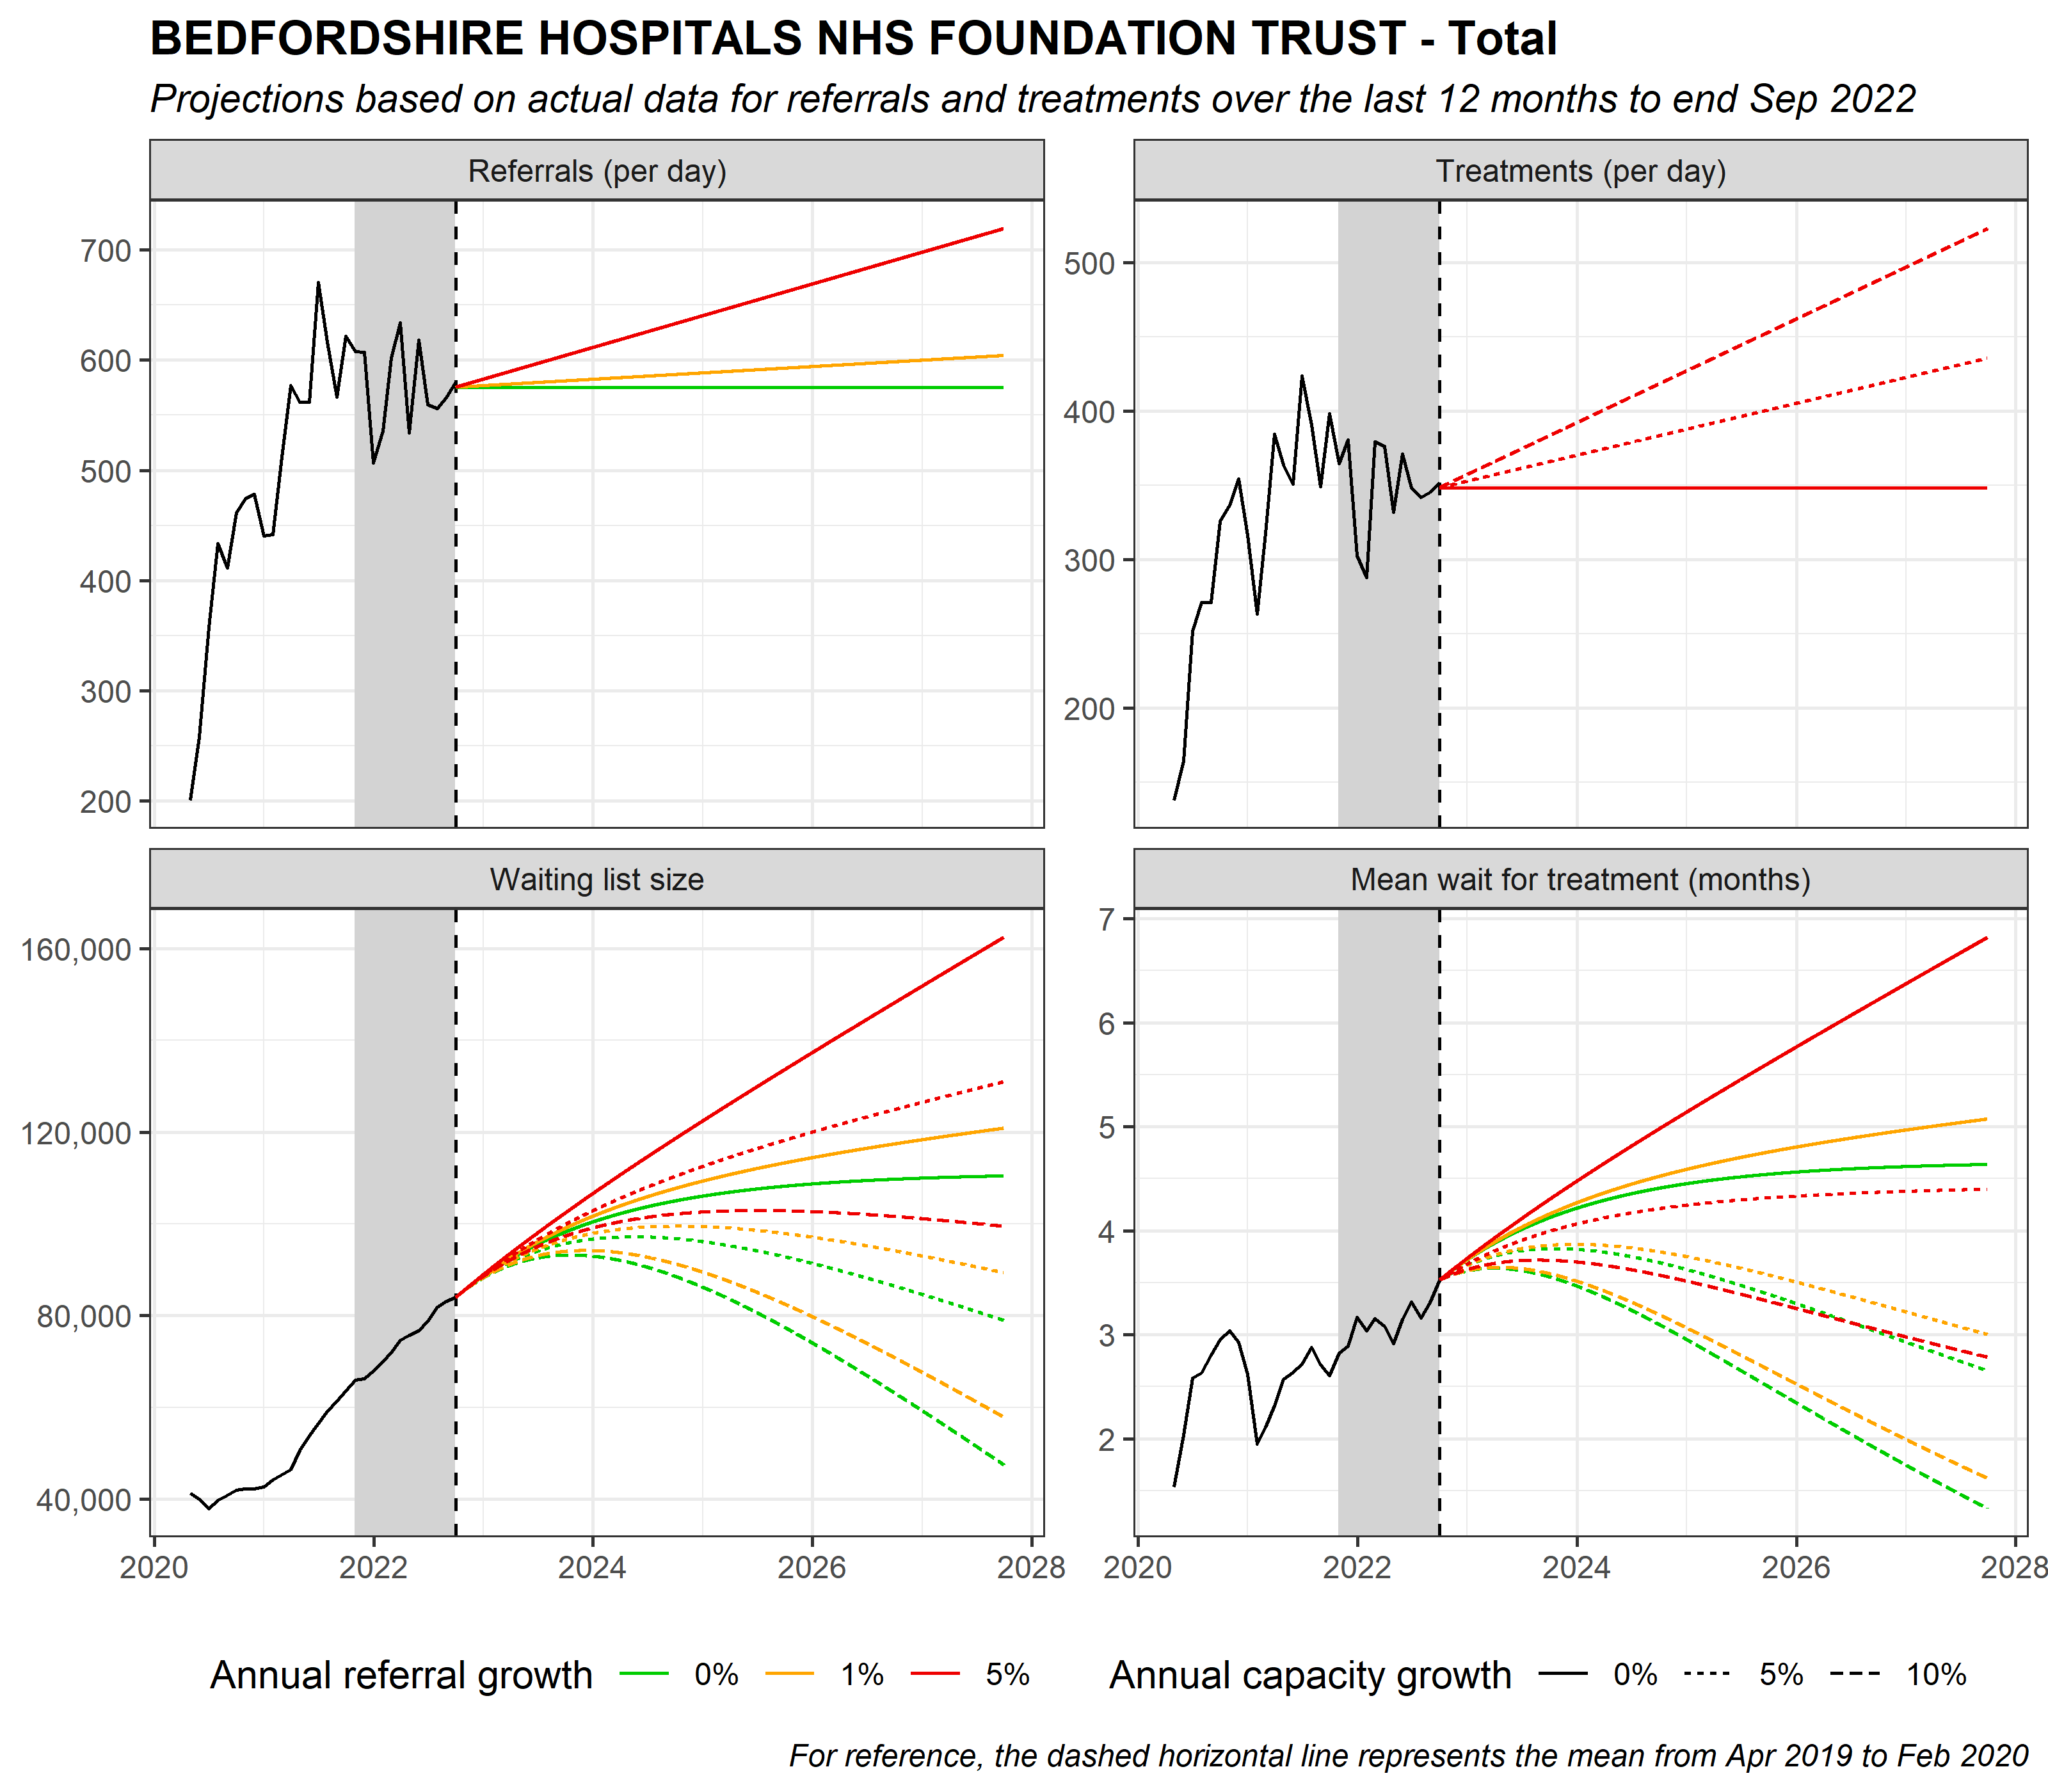 BEDFORDSHIRE HOSPITALS NHS FOUNDATION TRUST - Total
Projections based on actual data for referrals and treatments over the last 12 months to end Sep 2022
Referrals (per day)
700
600
500
400
300
200
Treatments (per day)
500
400
300
200
Waiting list size
160,000
120,000
80,000
40,000
2020 2022 2024 2026 2028
Mean wait for treatment (months)
7
6
5
4
3
2
2020 2022 2024 2026 2028
Annual referral growth 0% 1% 5%
Annual capacity growth 0% 5% 10%
For reference, the dashed horizontal line represents the mean from Apr 2019 to Feb 2020